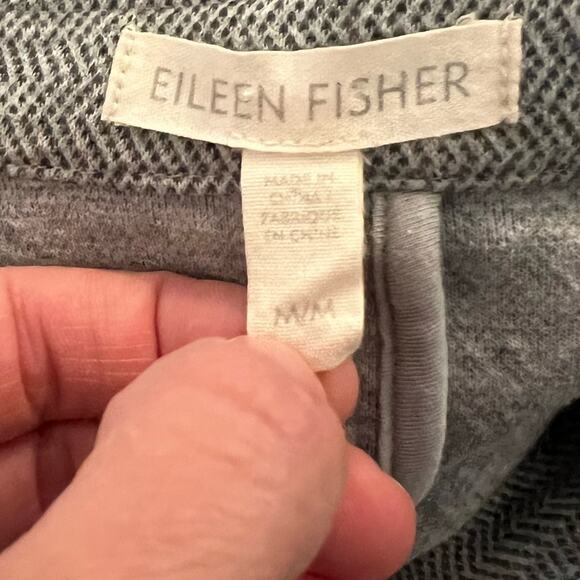 EILEEN FISHER
MADE IN
CHINA
FABRIQUE
EN CHINE
M/M